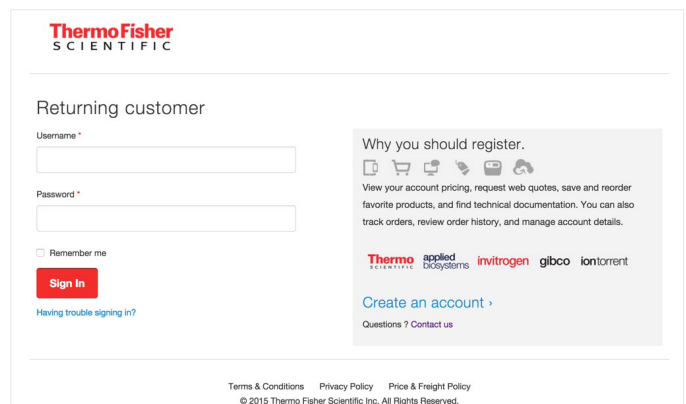 ThermoFisher
SCIENTIFIC
Returning customer
Username *
Password *
Remember me
Sign In
Having trouble signing in?
Why you should register.
View your account pricing, request web quotes, save and reorder
favorite products, and find technical documentation. You can also
track orders, review order history, and manage account details.
Thermo SCIENTIFIC applied biosystems invitrogen gibco iontorrent
Create an account ›
Questions ? Contact us
Terms & Conditions Privacy Policy Price & Freight Policy
© 2015 Thermo Fisher Scientific Inc. All Rights Reserved.